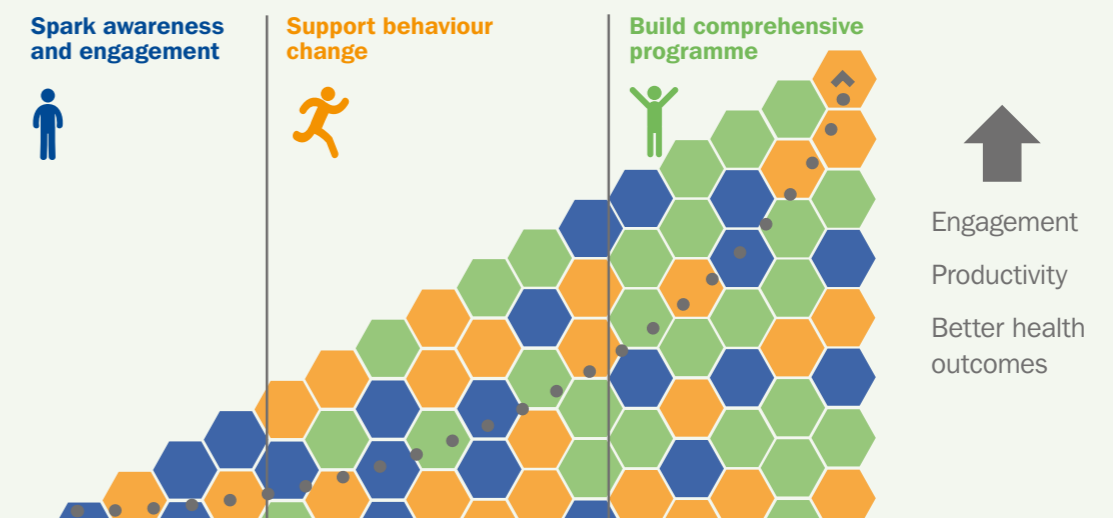 Spark awareness
and engagement
Support behaviour
change
Build comprehensive
programme
Engagement
Productivity
Better health
outcomes